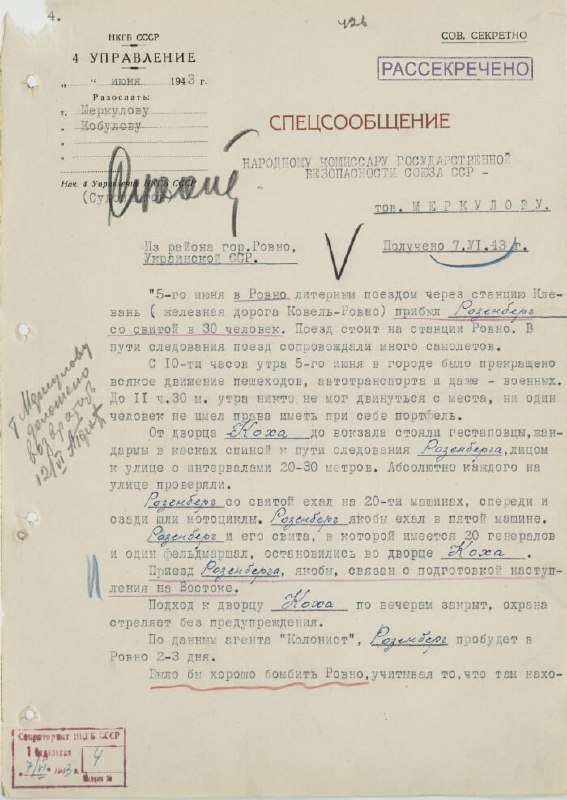 4.
426
НКГБ СССР
СОВ. СЕКРЕТНО
4 УПРАВЛЕНИЕ
" " июня 1943 г.
РАССЕКРЕЧЕНО
Разослать:
т. Меркулову
" Кобулову
СПЕЦСООБЩЕНИЕ
НАРОДНОМУ КОМИССАРУ ГОСУДАРСТВЕННОЙ
БЕЗОПАСНОСТИ СОЮЗА ССР -
Нач. 4 Управления НКГБ СССР
тов. МЕРКУЛОВУ.
Из района гор.Ровно,
Украинской ССР.
Получено 7.VI.43 г.
"5-го июня в Ровно литерным поездом через станцию Кле-
вань ( железная дорога Ковель-Ровно) прибыл Розенберг
со свитой в 30 человек. Поезд стоит на станции Ровно. В
пути следования поезд сопровождали много самолетов.
С 10-ти часов утра 5-го июня в городе было прекращено
всякое движение пешеходов, автотранспорта и даже - военных.
До II ч.30 м. утра никто не мог двинуться с места, ни один
человек не имел права иметь при себе портфель.
От дворца Коха до вокзала стояли гестаповцы,жан-
дармы в касках спиной к пути следования Розенберга,лицом
к улице с интервалами 20-30 метров. Абсолютно каждого на
улице проверяли.
Розенберг со свитой ехал на 20-ти машинах, спереди и
сзади шли мотоциклы. Розенберг якобы ехал в пятой машине.
Розенберг и его свита, в которой имеется 20 генералов
и один фельдмаршал, остановились во дворце Коха.
Приезд Розенберга, якобы, связан с подготовкой наступ-
ления на Востоке.
Подход к дворцу Коха по вечерам закрыт, охрана
стреляет без предупреждения.
По данным агента "Колонист", Розенберг пробудет в
Ровно 2-3 дня.
Было бы хорошо бомбить Ровно,учитывая то,что там нахо-
т. Меркулову
доложено
12/VI
Секретариат НКГБ СССР
1 Отделение
7/VI 1943 г.
4